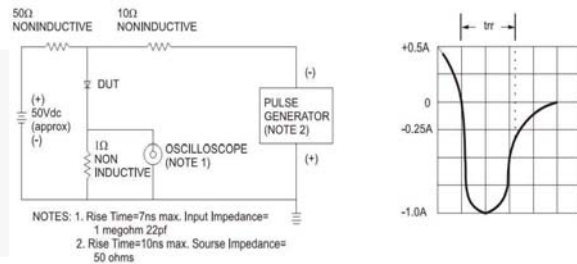 50Ω
NONINDUCTIVE
10Ω
NONINDUCTIVE
DUT
(+)
50Vdc
(approx)
(-)
1Ω
NON
INDUCTIVE
OSCILLOSCOPE
(NOTE 1)
(-)
PULSE
GENERATOR
(NOTE 2)
(+)
NOTES: 1. Rise Time=7ns max. Input Impedance=
1 megohm 22pf
2. Rise Time=10ns max. Sourse Impedance=
50 ohms
trr
+0.5A
0
-0.25A
-1.0A